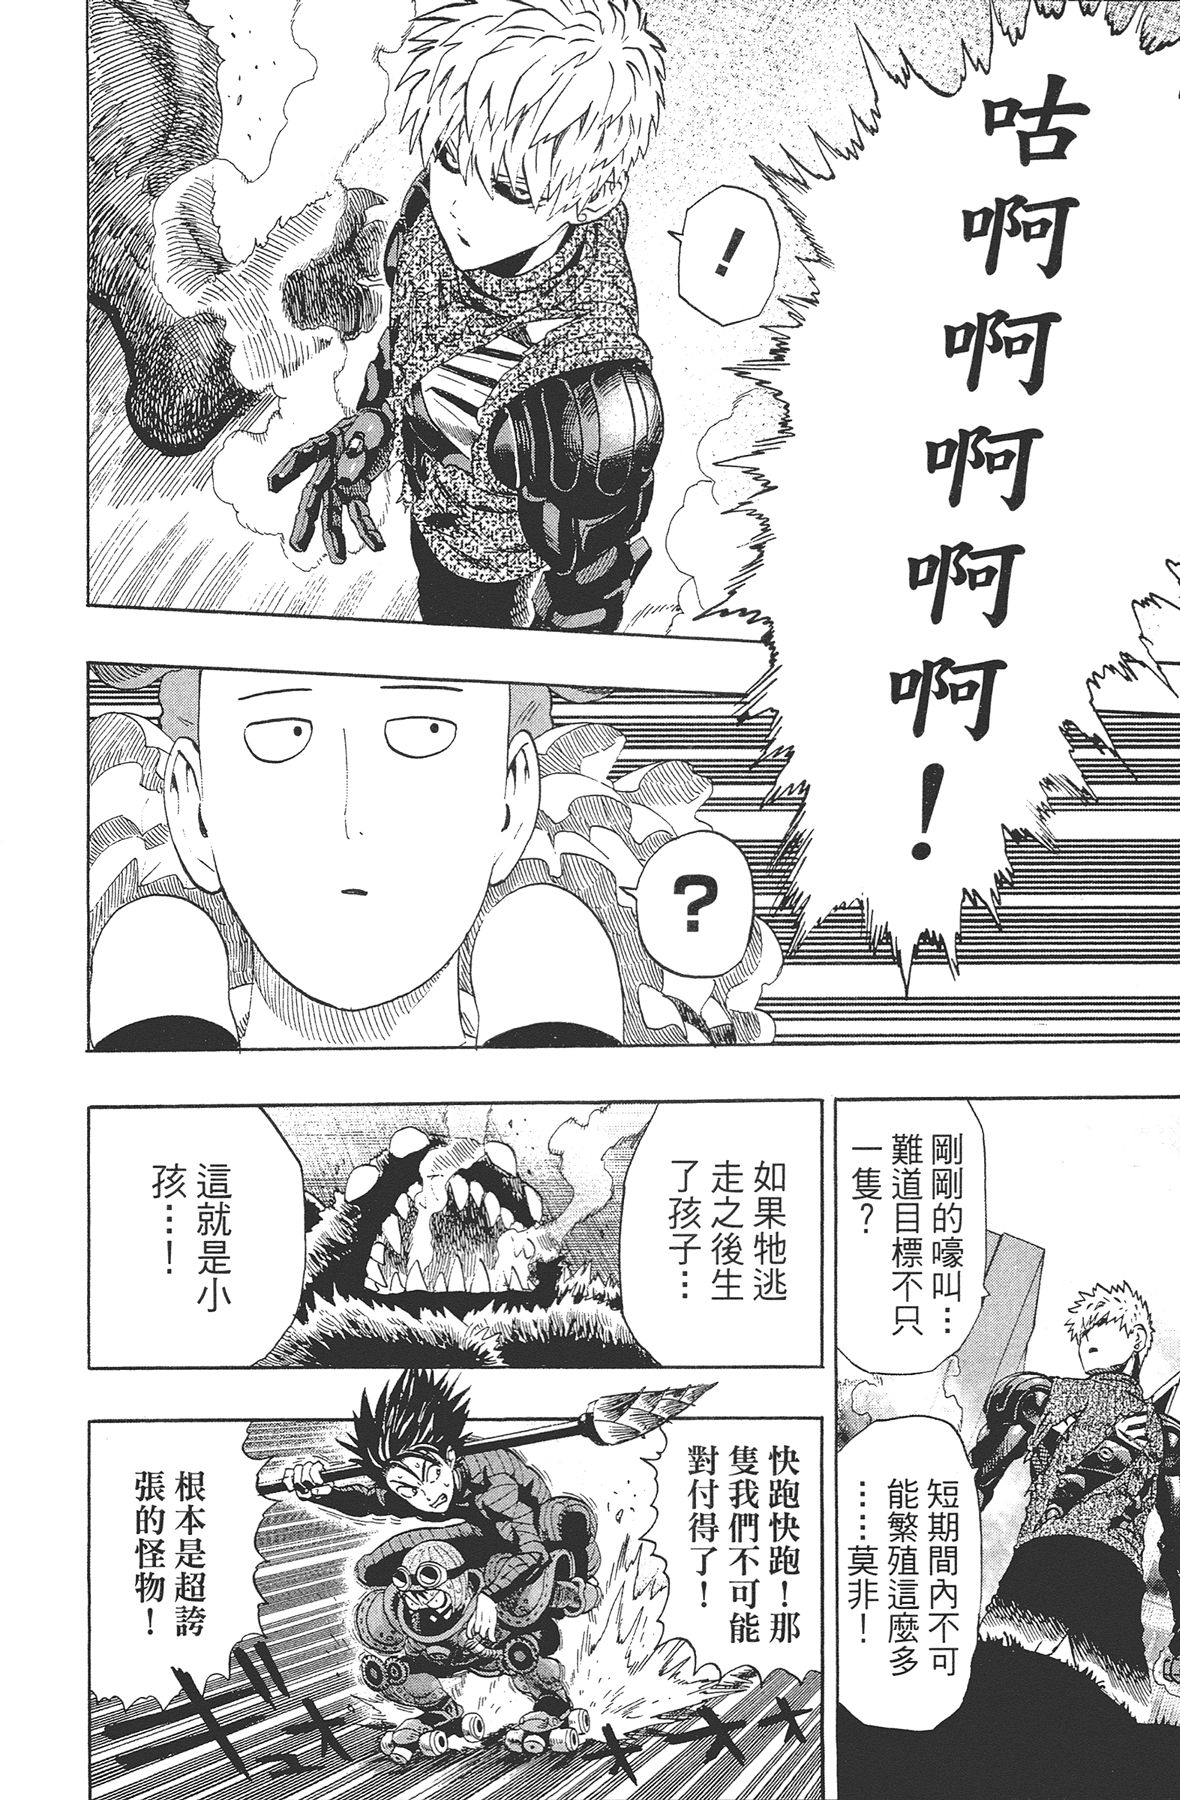 咕啊啊啊啊啊!
!
?
剛剛的嚎叫…
難道目標不只
一隻?
短期間內不可
能繁殖這麼多
……莫非!
如果牠逃
走之後生
了孩子…
這就是小
孩…!
快跑快跑!那
隻我們不可能
對付得了!
根本是超誇
張的怪物!